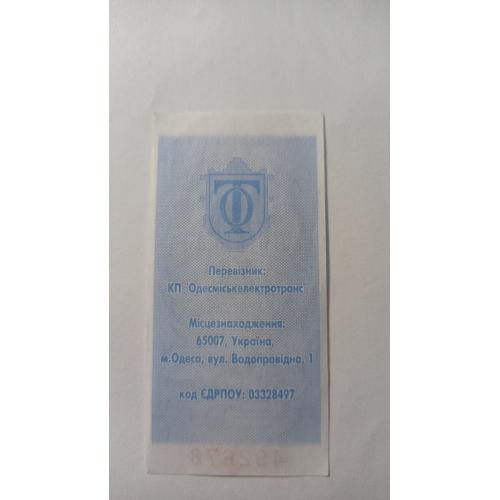 Перевізник:
КП "Одесміськелектротранс"
Місцезнаходження:
65007, Україна,
м.Одеса, вул. Водопровідна, 1
код ЄДРПОУ: 03328497